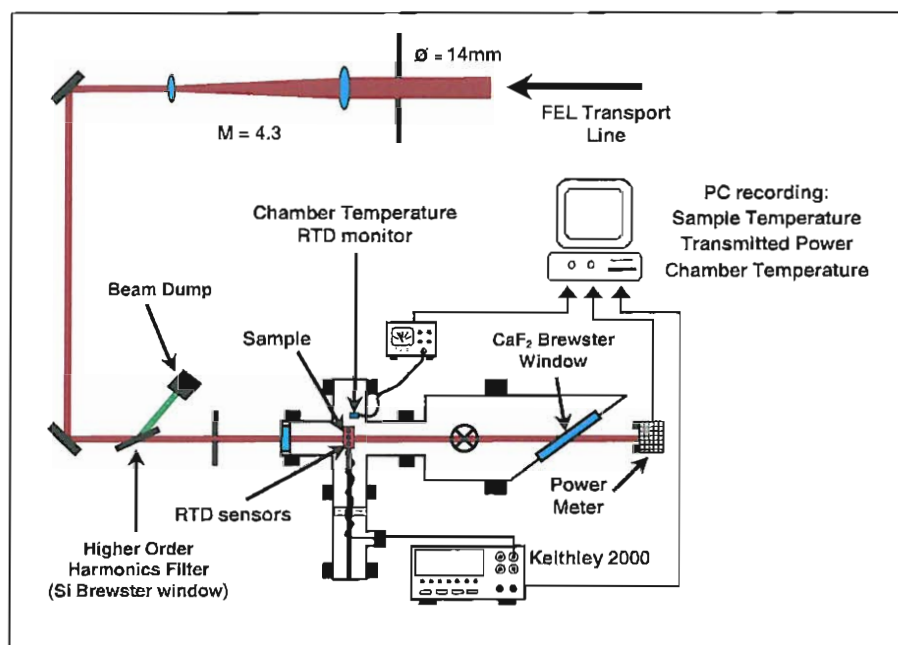 ø = 14mm
FEL Transport
Line
M = 4.3
PC recording:
Sample Temperature
Transmitted Power
Chamber Temperature
Chamber Temperature
RTD monitor
Beam Dump
Sample
CaF₂ Brewster
Window
RTD sensors
Power
Meter
Higher Order
Harmonics Filter
(Si Brewster window)
Keithley 2000